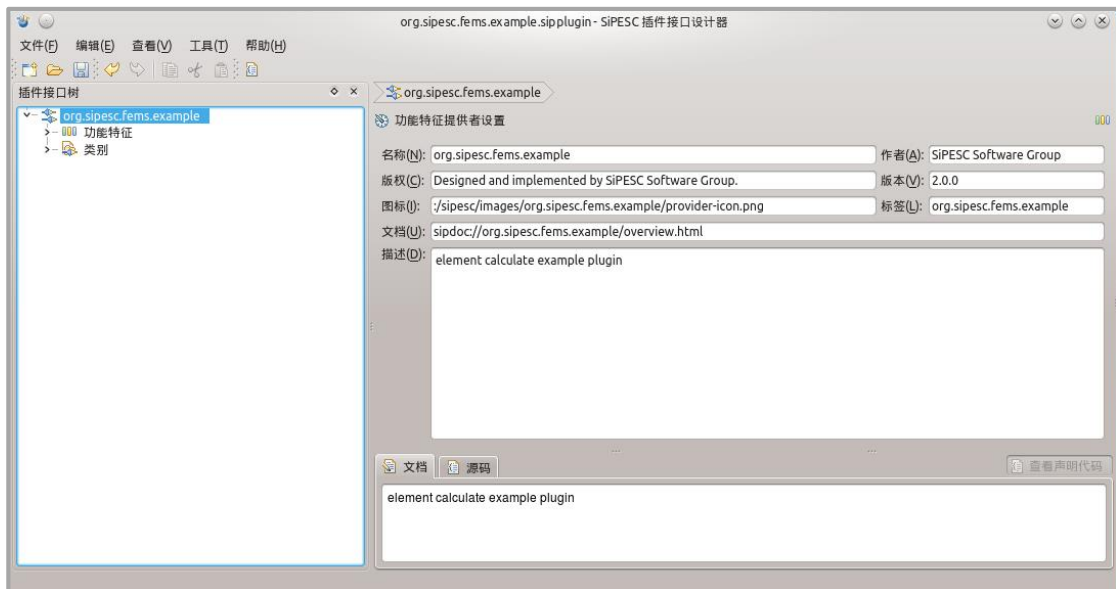 org.sipesc.fems.example.sipplugin - SiPESC 插件接口设计器
文件(F) 编辑(E) 查看(V) 工具(T) 帮助(H)
插件接口树
org.sipesc.fems.example
功能特征
类别
org.sipesc.fems.example
功能特征提供者设置
名称(N): org.sipesc.fems.example 作者(A): SiPESC Software Group
版权(C): Designed and implemented by SiPESC Software Group. 版本(V): 2.0.0
图标(I): :/sipesc/images/org.sipesc.fems.example/provider-icon.png 标签(L): org.sipesc.fems.example
文档(U): sipdoc://org.sipesc.fems.example/overview.html
描述(D): element calculate example plugin
文档 源码 查看声明代码
element calculate example plugin